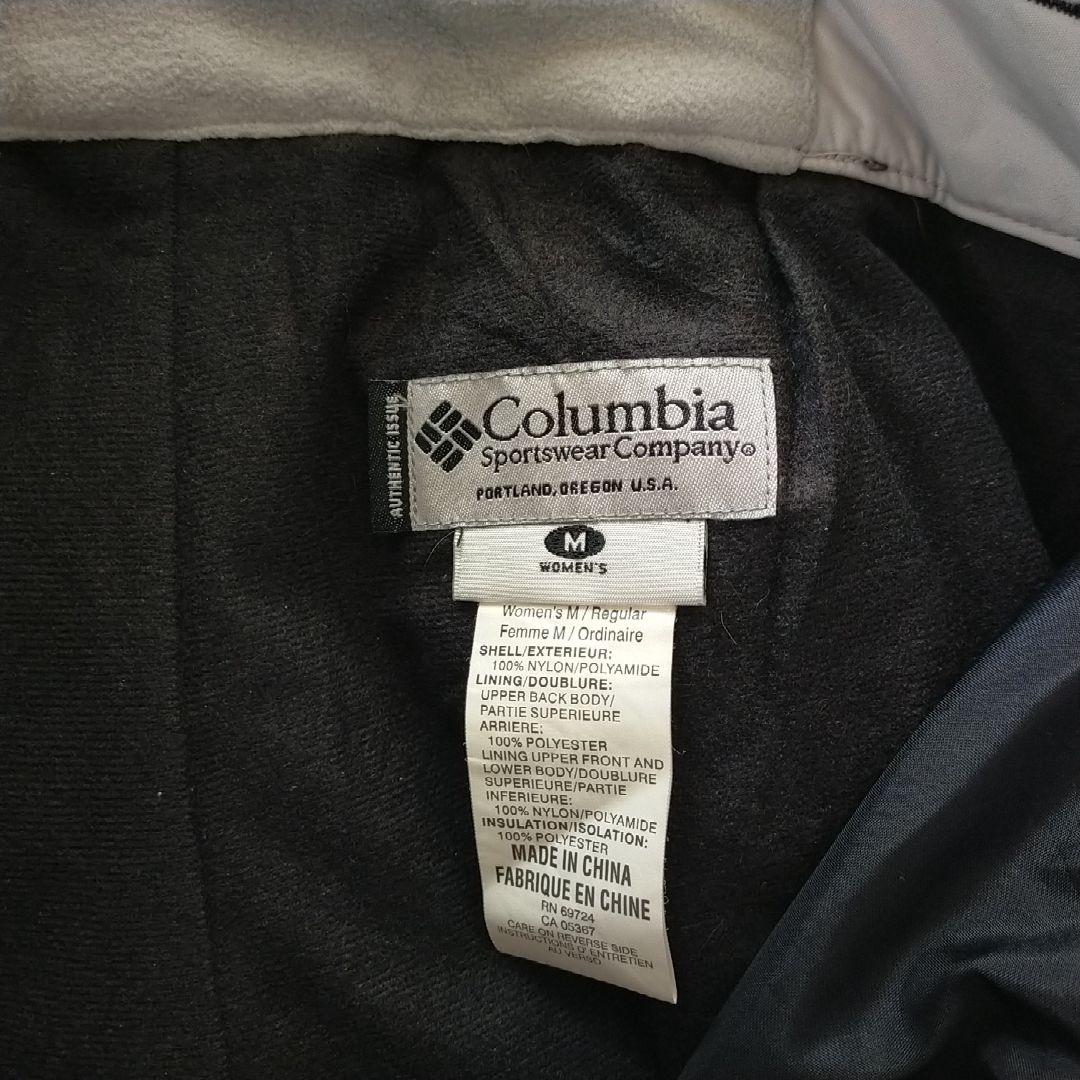 AUTHENTIC ISSUE
Columbia
Sportswear Company®
PORTLAND, OREGON U.S.A.
M
WOMEN'S
Women's M / Regular
Femme M / Ordinaire
SHELL/EXTERIEUR:
100% NYLON/POLYAMIDE
LINING/DOUBLURE:
UPPER BACK BODY/
PARTIE SUPERIEURE
ARRIERE:
100% POLYESTER
LINING UPPER FRONT AND
LOWER BODY/DOUBLURE
SUPERIEURE/PARTIE
INFERIEURE:
100% NYLON/POLYAMIDE
INSULATION/ISOLATION:
100% POLYESTER
MADE IN CHINA
FABRIQUE EN CHINE
RN 69724
CA 05367
CARE ON REVERSE SIDE
INSTRUCTIONS D' ENTRETIEN
AU VERSO